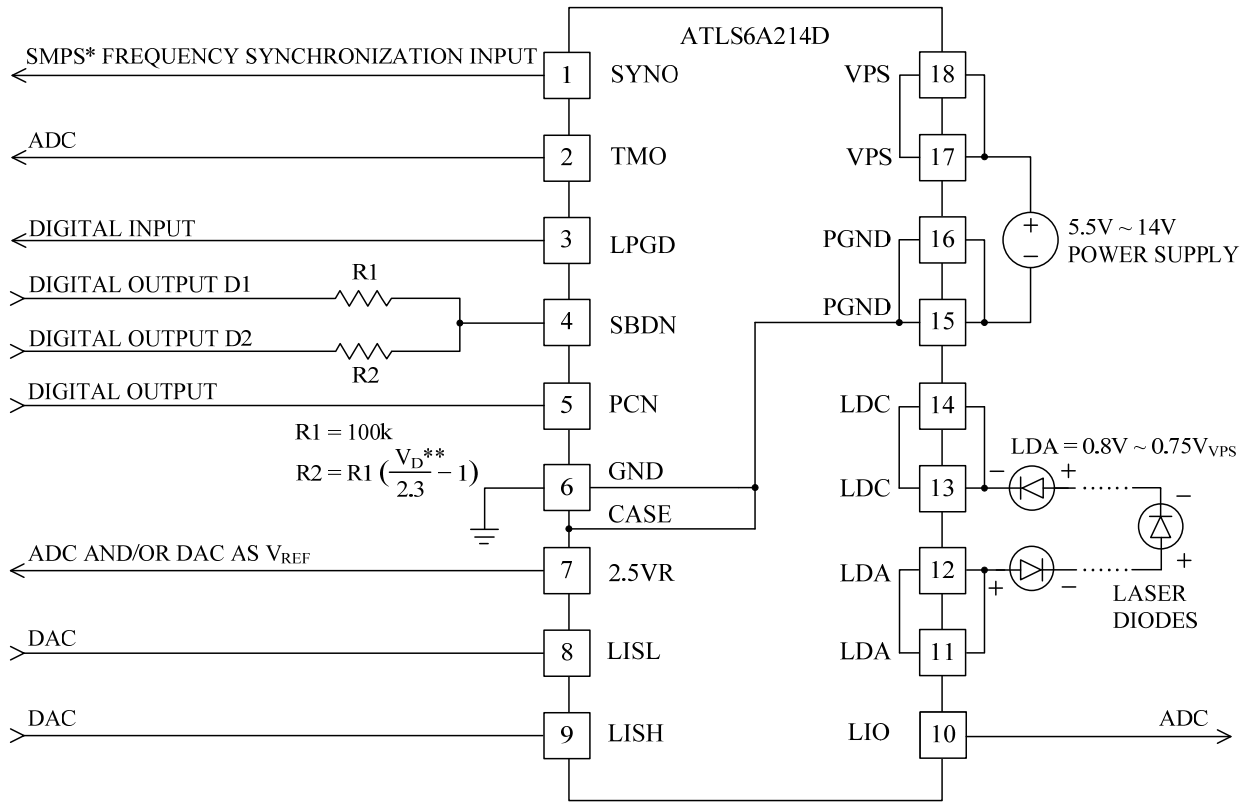 ATLS6A214D
SMPS* FREQUENCY SYNCHRONIZATION INPUT
1 SYNO
VPS 18
ADC
2 TMO
VPS 17
DIGITAL INPUT
3 LPGD
PGND 16
+
−
5.5V ~ 14V
POWER SUPPLY
DIGITAL OUTPUT D1
R1
DIGITAL OUTPUT D2
R2
4 SBDN
PGND 15
DIGITAL OUTPUT
5 PCN
LDC 14
R1 = 100k
R2 = R1 (V_D**/2.3 − 1)
LDA = 0.8V ~ 0.75V_VPS
6 GND
CASE
LDC 13
− +
−
+
ADC AND/OR DAC AS V_REF
7 2.5VR
LDA 12
+ −
LASER
DIODES
DAC
8 LISL
LDA 11
DAC
9 LISH
LIO 10
ADC